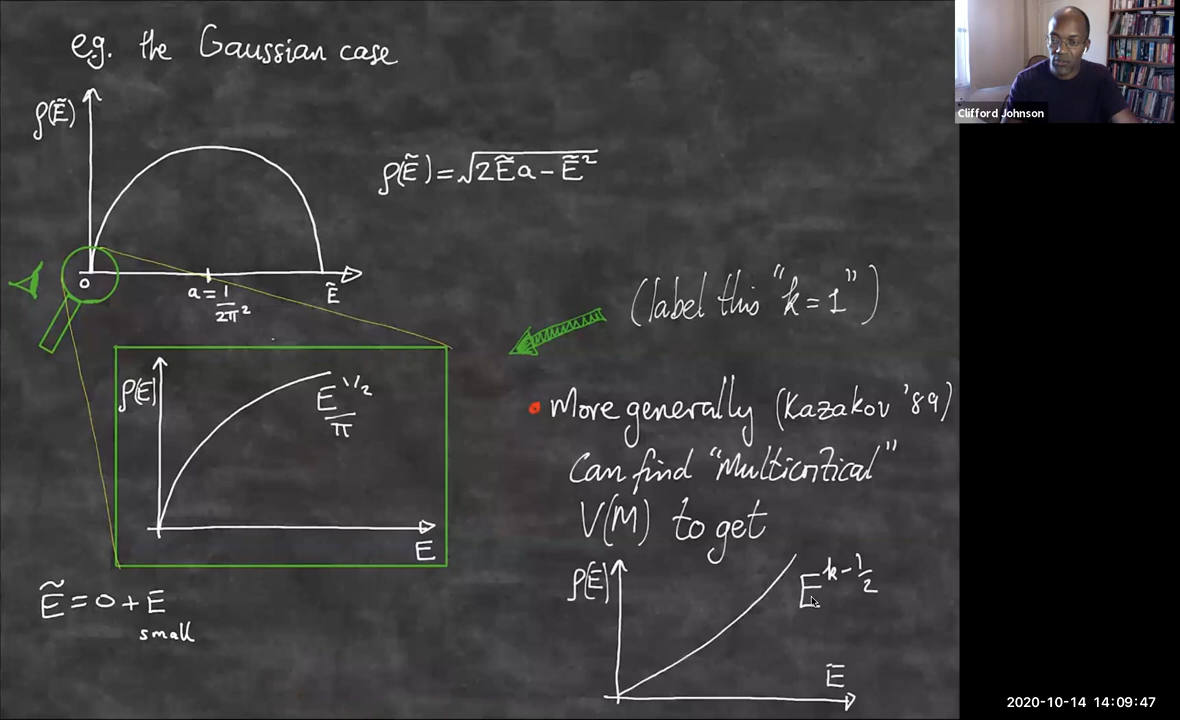 e.g. the Gaussian case
ρ(Ẽ)
ρ(Ẽ) = √2Ẽa − Ẽ²
0
a = 1/2π²
Ẽ
(label this "k=1")
ρ(E)
E^1/2/π
E
• More generally (Kazakov '89)
can find "Multicritical"
V(M) to get
ρ(E)
E^k-1/2
E
Ẽ = 0 + E
small
Clifford Johnson
2020-10-14 14:09:47